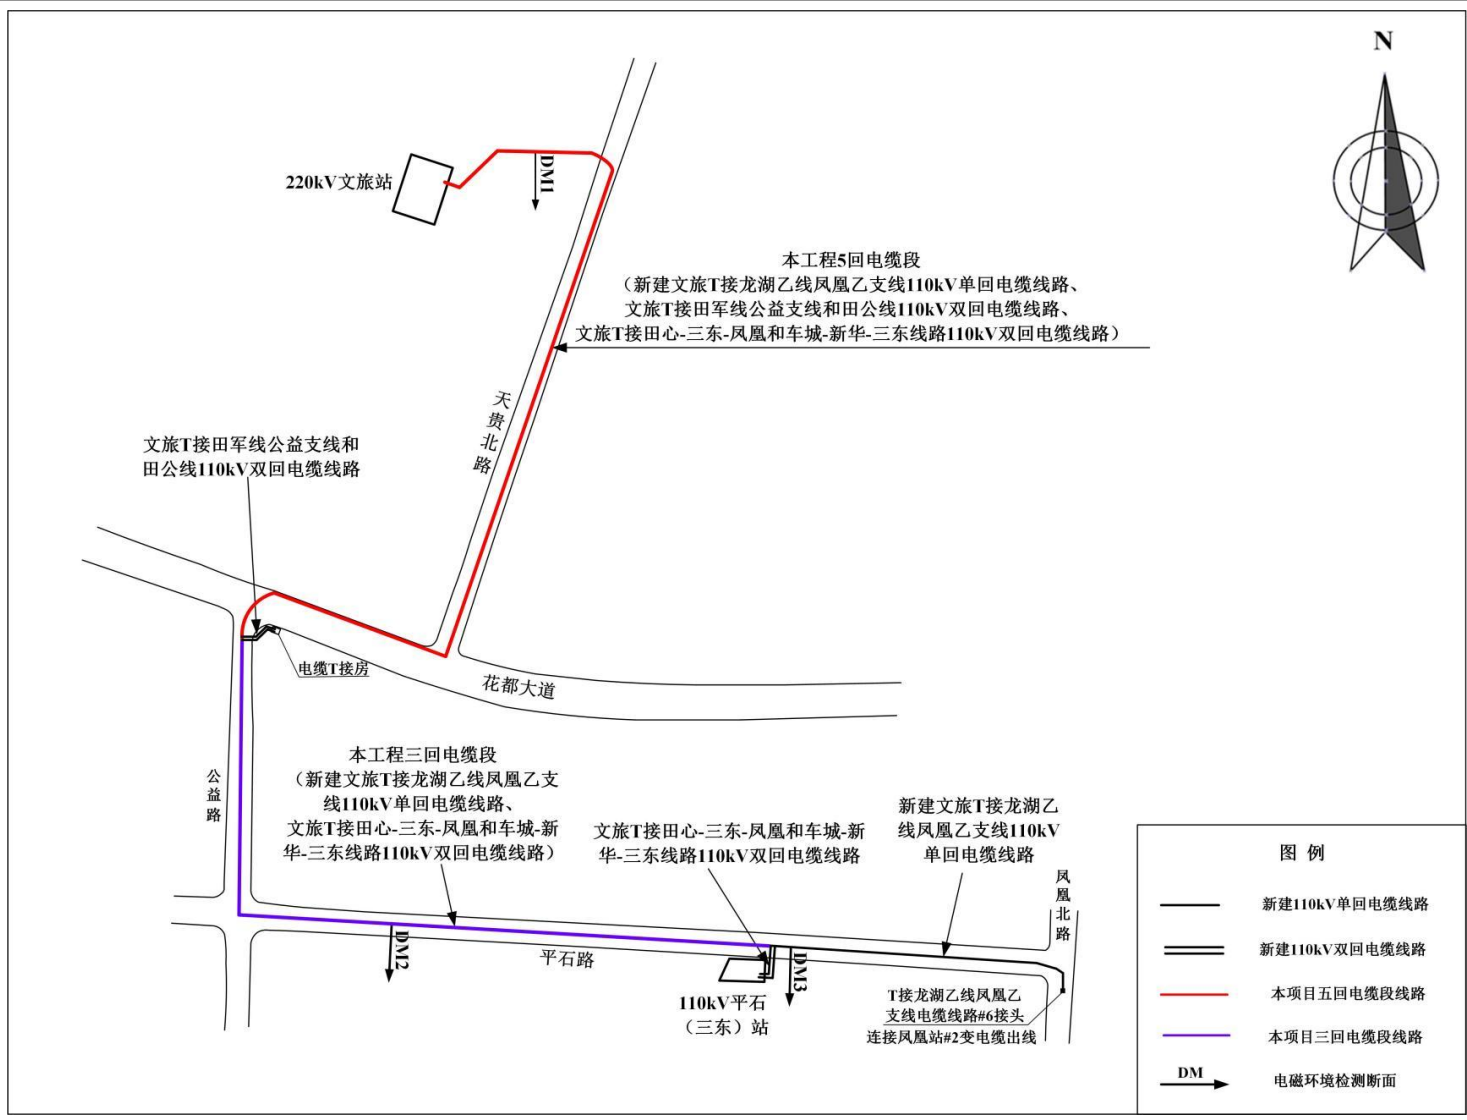 N
220kV文旅站
DM1
本工程5回电缆段
（新建文旅T接龙湖乙线凤凰乙支线110kV单回电缆线路、
文旅T接田军线公益支线和田公线110kV双回电缆线路、
文旅T接田心-三东-凤凰和车城-新华-三东线路110kV双回电缆线路）
天贵北路
文旅T接田军线公益支线和
田公线110kV双回电缆线路
电缆T接房
花都大道
公益路
本工程三回电缆段
（新建文旅T接龙湖乙线凤凰乙支
线110kV单回电缆线路、
文旅T接田心-三东-凤凰和车城-新
华-三东线路110kV双回电缆线路）
文旅T接田心-三东-凤凰和车城-新
华-三东线路110kV双回电缆线路
新建文旅T接龙湖乙
线凤凰乙支线110kV
单回电缆线路
凤凰北路
DM2
平石路
DM3
110kV平石
（三东）站
T接龙湖乙线凤凰乙
支线电缆线路#6接头
连接凤凰站#2变电缆出线
图 例
新建110kV单回电缆线路
新建110kV双回电缆线路
本项目五回电缆段线路
本项目三回电缆段线路
DM
电磁环境检测断面